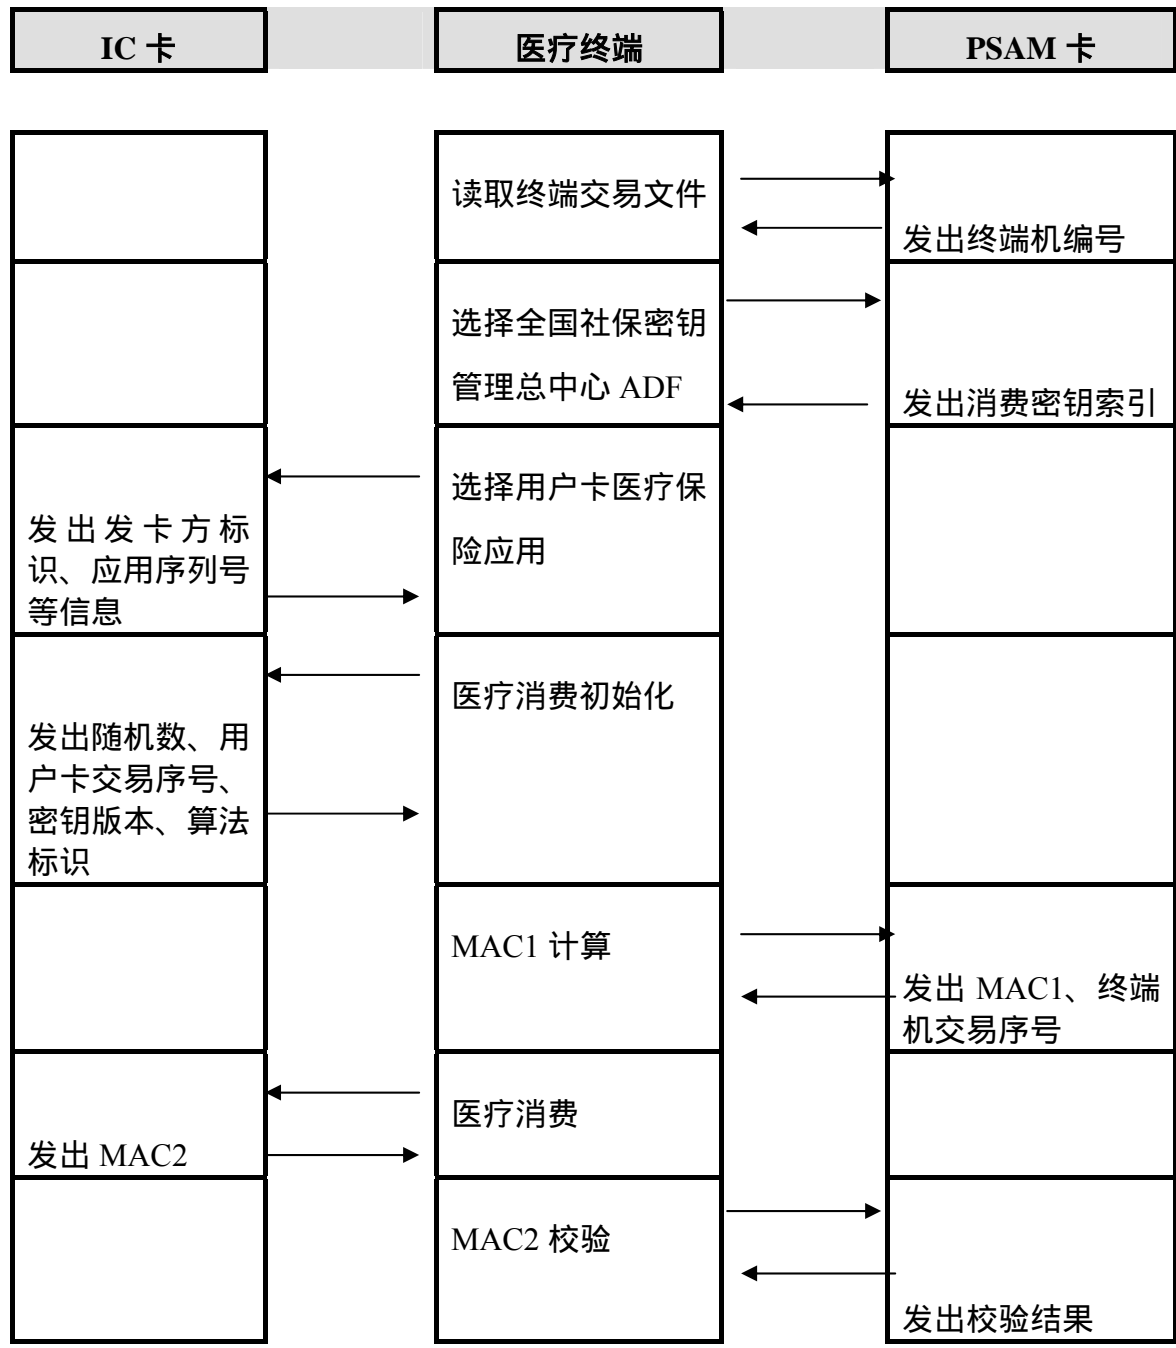 IC 卡
医疗终端
PSAM 卡
读取终端交易文件
发出终端机编号
选择全国社保密钥
管理总中心 ADF
发出消费密钥索引
选择用户卡医疗保
险应用
发出发卡方标
识、应用序列号
等信息
医疗消费初始化
发出随机数、用
户卡交易序号、
密钥版本、算法
标识
MAC1 计算
发出 MAC1、终端
机交易序号
医疗消费
发出 MAC2
MAC2 校验
发出校验结果